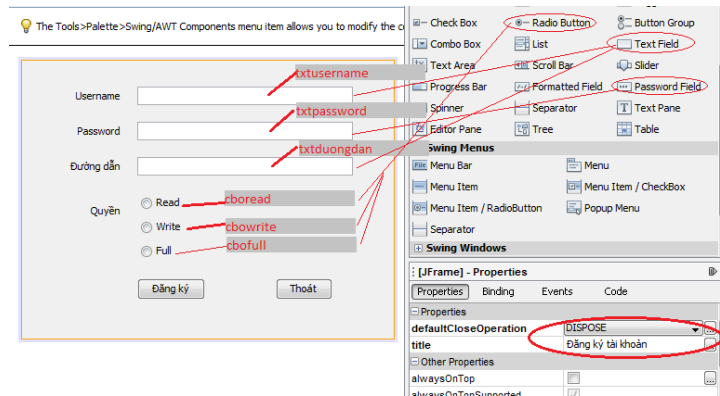 The Tools>Palette>Swing/AWT Components menu item allows you to modify the c
txtusername
Username
txtpassword
Password
txtduongdan
Đường dẫn
Quyền
Read
cboread
Write
cbowrite
Full
cbofull
Đăng ký
Thoát
Check Box
Radio Button
Button Group
Combo Box
List
Text Field
Text Area
Scroll Bar
Slider
Progress Bar
Formatted Field
Password Field
Spinner
Separator
Text Pane
Editor Pane
Tree
Table
Swing Menus
Menu Bar
Menu
Menu Item
Menu Item / CheckBox
Menu Item / RadioButton
Popup Menu
Separator
Swing Windows
[JFrame] - Properties
Properties
Binding
Events
Code
Properties
defaultCloseOperation
DISPOSE
title
Đăng ký tài khoản
Other Properties
alwaysOnTop
alwaysOnTopSupported